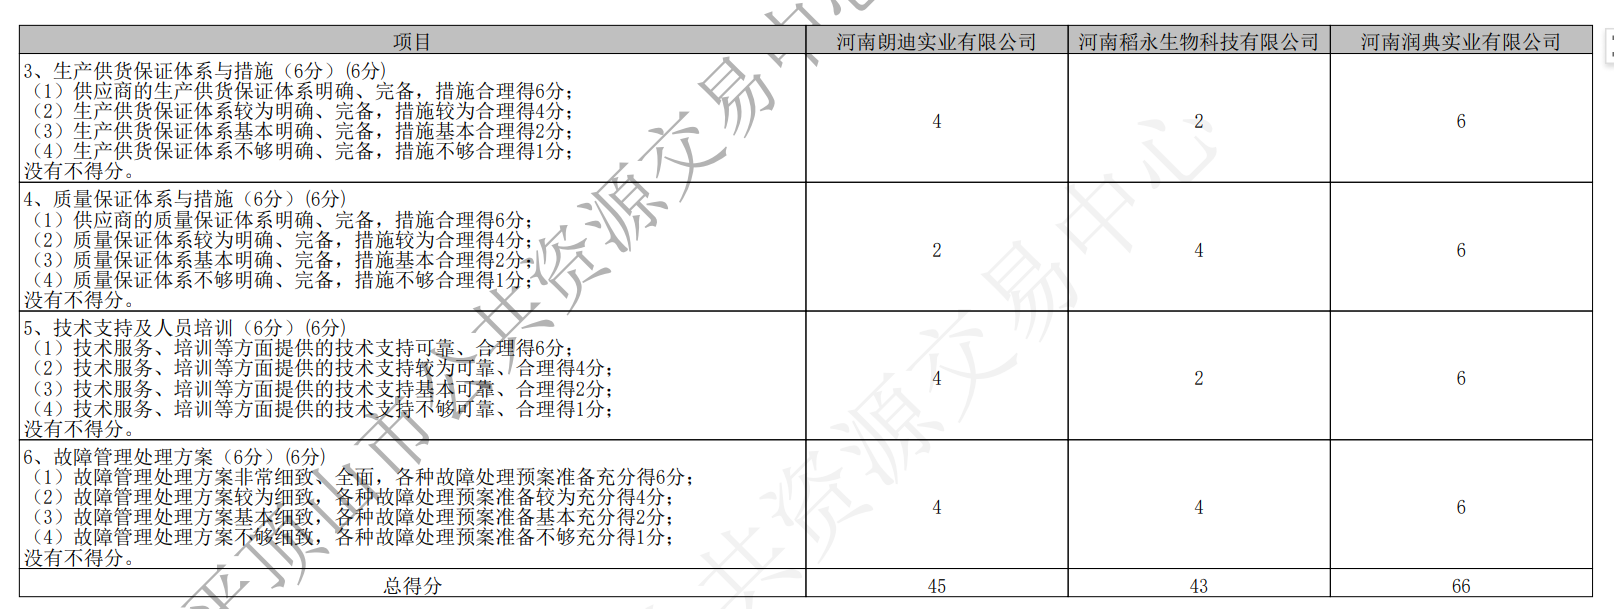 项目 河南朗迪实业有限公司 河南稻永生物科技有限公司 河南润典实业有限公司
3、生产供货保证体系与措施（6分）(6分)
（1）供应商的生产供货保证体系明确、完备，措施合理得6分；
（2）生产供货保证体系较为明确、完备，措施较为合理得4分；
（3）生产供货保证体系基本明确、完备，措施基本合理得2分；
（4）生产供货保证体系不够明确、完备，措施不够合理得1分；
没有不得分。
4 2 6
4、质量保证体系与措施（6分）(6分)
（1）供应商的质量保证体系明确、完备，措施合理得6分；
（2）质量保证体系较为明确、完备，措施较为合理得4分；
（3）质量保证体系基本明确、完备，措施基本合理得2分；
（4）质量保证体系不够明确、完备，措施不够合理得1分；
没有不得分。
2 4 6
5、技术支持及人员培训（6分）(6分)
（1）技术服务、培训等方面提供的技术支持可靠、合理得6分；
（2）技术服务、培训等方面提供的技术支持较为可靠、合理得4分；
（3）技术服务、培训等方面提供的技术支持基本可靠、合理得2分；
（4）技术服务、培训等方面提供的技术支持不够可靠、合理得1分；
没有不得分。
4 2 6
6、故障管理处理方案（6分）(6分)
（1）故障管理处理方案非常细致、全面，各种故障处理预案准备充分得6分；
（2）故障管理处理方案较为细致，各种故障处理预案准备较为充分得4分；
（3）故障管理处理方案基本细致，各种故障处理预案准备基本充分得2分；
（4）故障管理处理方案不够细致，各种故障处理预案准备不够充分得1分；
没有不得分。
4 4 6
总得分 45 43 66
平顶山市公共资源交易中心
公共资源交易中心